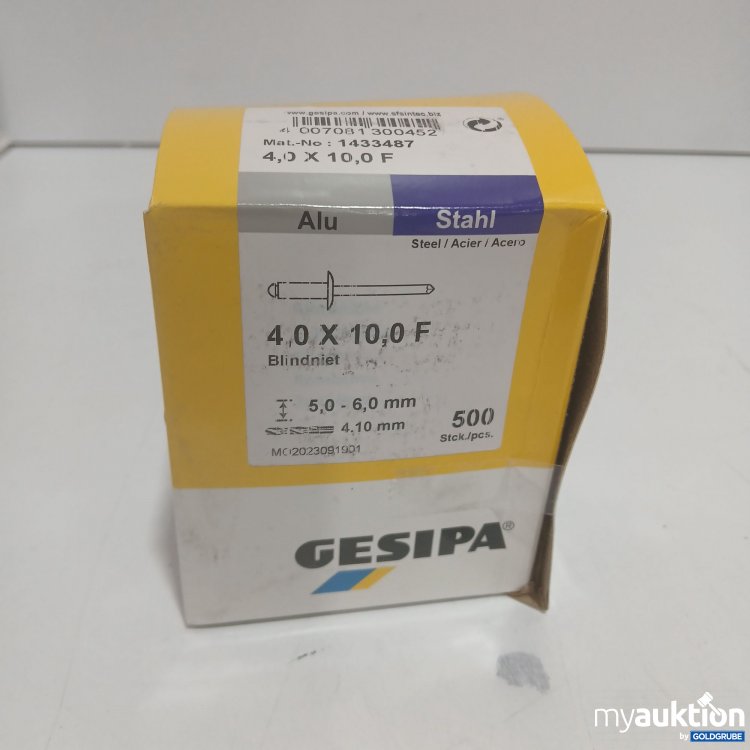 www.gesipa.com / www.sfsintec.biz
4 007081 300452
Mat.-No : 1433487
4,0 X 10,0 F
Alu
Stahl
Steel / Acier / Acero
4,0 X 10,0 F
Blindniet
5,0 - 6,0 mm
4,10 mm
500
Stck./pcs.
MO2023091901
GESIPA®
myauktion
by GOLDGRUBE